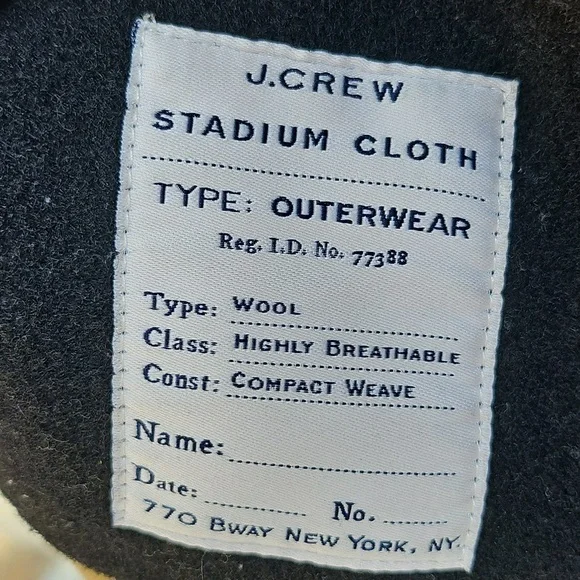 J.CREW
STADIUM CLOTH
TYPE: OUTERWEAR
Reg. I.D. No. 77388
Type: WOOL
Class: HIGHLY BREATHABLE
Const: COMPACT WEAVE
Name:
Date: No.
770 BWAY NEW YORK, NY.